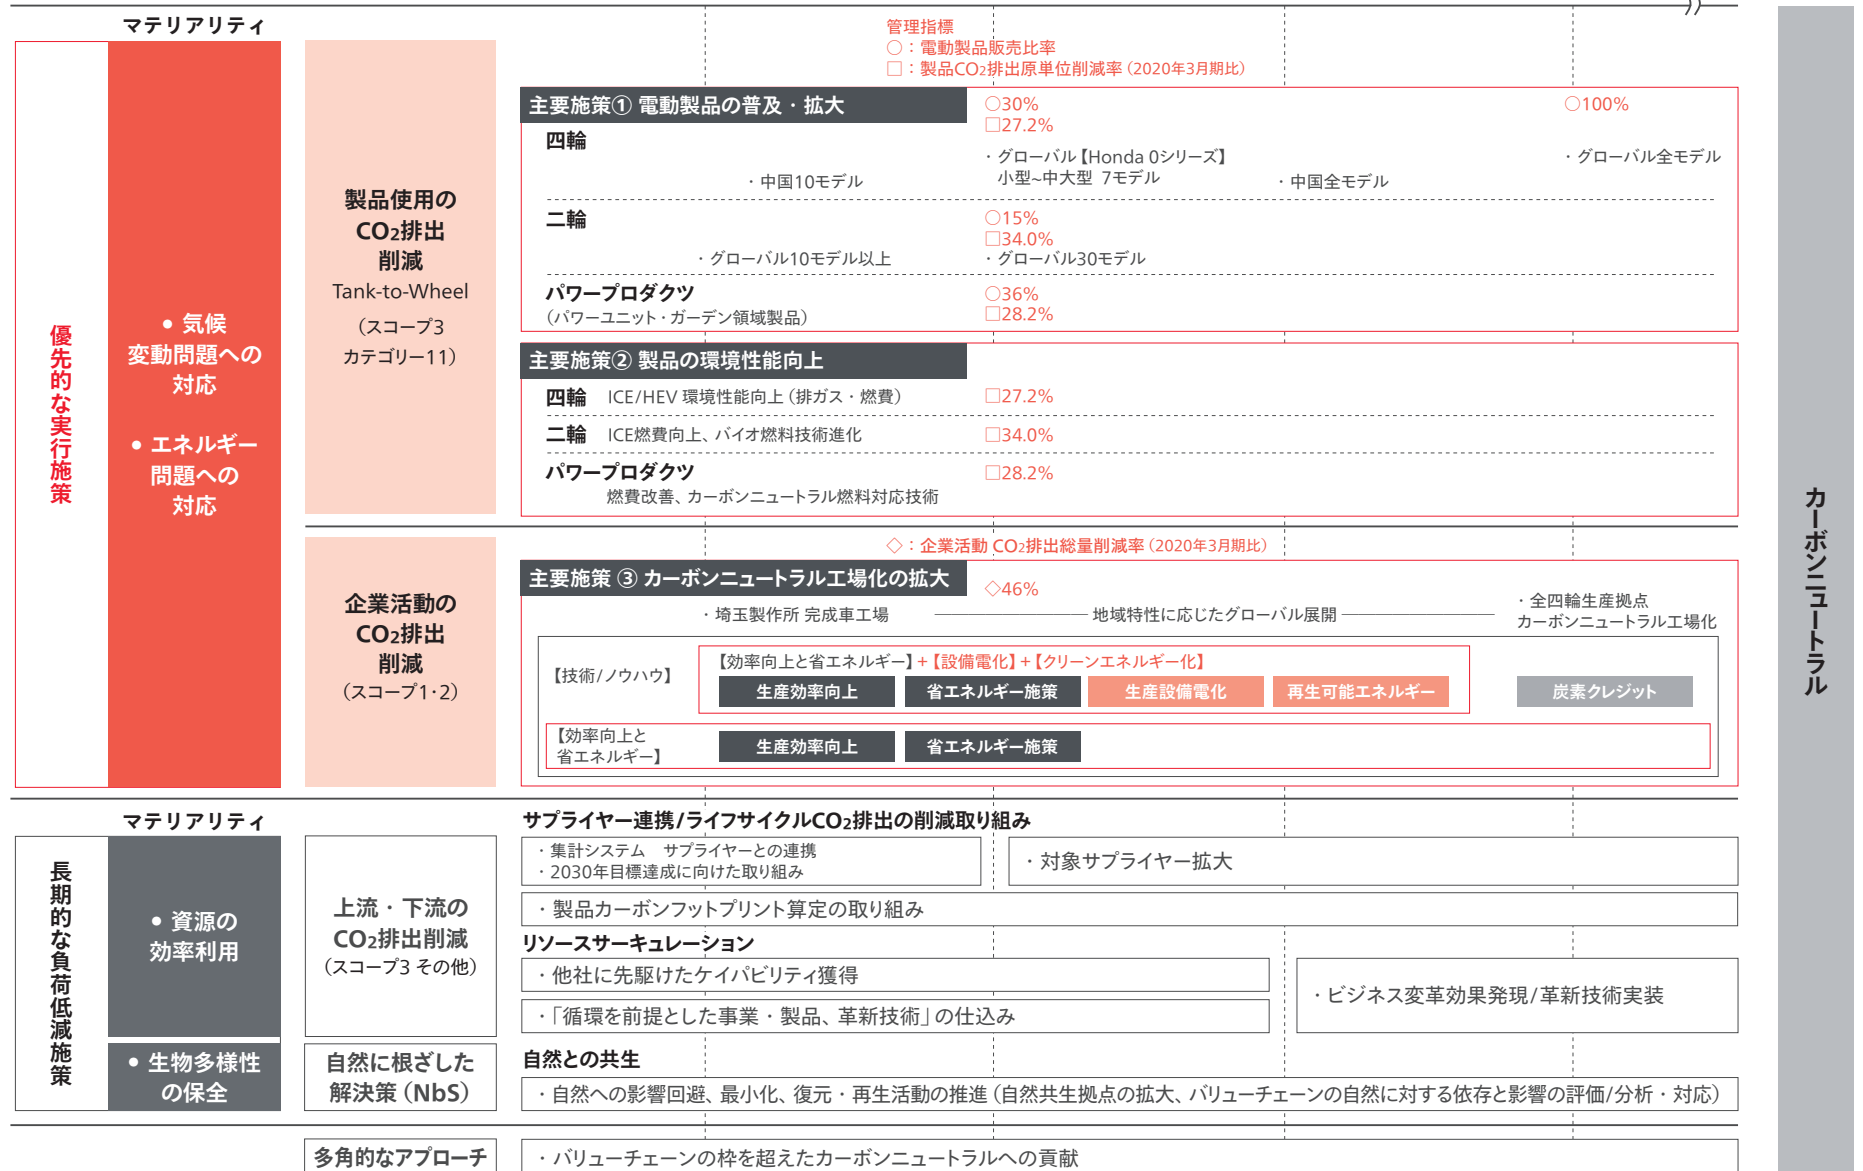 マテリアリティ
管理指標
○：電動製品販売比率
□：製品CO2排出原単位削減率（2020年3月期比）
優先的な実行施策
• 気候
変動問題への
対応
• エネルギー
問題への
対応
製品使用の
CO2排出
削減
Tank-to-Wheel
（スコープ3
カテゴリー11）
主要施策① 電動製品の普及・拡大
○30%
□27.2%
○100%
四輪
・中国10モデル
・グローバル【Honda 0シリーズ】
小型~中大型 7モデル
・中国全モデル
・グローバル全モデル
二輪
○15%
□34.0%
・グローバル10モデル以上
・グローバル30モデル
パワープロダクツ
（パワーユニット・ガーデン領域製品）
○36%
□28.2%
主要施策② 製品の環境性能向上
四輪 ICE/HEV 環境性能向上（排ガス・燃費） □27.2%
二輪 ICE燃費向上、バイオ燃料技術進化 □34.0%
パワープロダクツ □28.2%
燃費改善、カーボンニュートラル燃料対応技術
企業活動の
CO2排出
削減
（スコープ1・2）
◇：企業活動 CO2排出総量削減率（2020年3月期比）
主要施策 ③ カーボンニュートラル工場化の拡大
◇46%
・埼玉製作所 完成車工場
地域特性に応じたグローバル展開
・全四輪生産拠点
カーボンニュートラル工場化
【技術/ノウハウ】
【効率向上と省エネルギー】+【設備電化】+【クリーンエネルギー化】
生産効率向上 省エネルギー施策 生産設備電化 再生可能エネルギー 炭素クレジット
【効率向上と
省エネルギー】
生産効率向上 省エネルギー施策
カーボンニュートラル
マテリアリティ
長期的な負荷低減施策
• 資源の
効率利用
上流・下流の
CO2排出削減
（スコープ3 その他）
サプライヤー連携/ライフサイクルCO2排出の削減取り組み
・集計システム　サプライヤーとの連携
・2030年目標達成に向けた取り組み
・対象サプライヤー拡大
・製品カーボンフットプリント算定の取り組み
リソースサーキュレーション
・他社に先駆けたケイパビリティ獲得
・「循環を前提とした事業・製品、革新技術」の仕込み
・ビジネス変革効果発現/革新技術実装
• 生物多様性
の保全
自然に根ざした
解決策（NbS）
自然との共生
・自然への影響回避、最小化、復元・再生活動の推進（自然共生拠点の拡大、バリューチェーンの自然に対する依存と影響の評価/分析・対応）
多角的なアプローチ
・バリューチェーンの枠を超えたカーボンニュートラルへの貢献